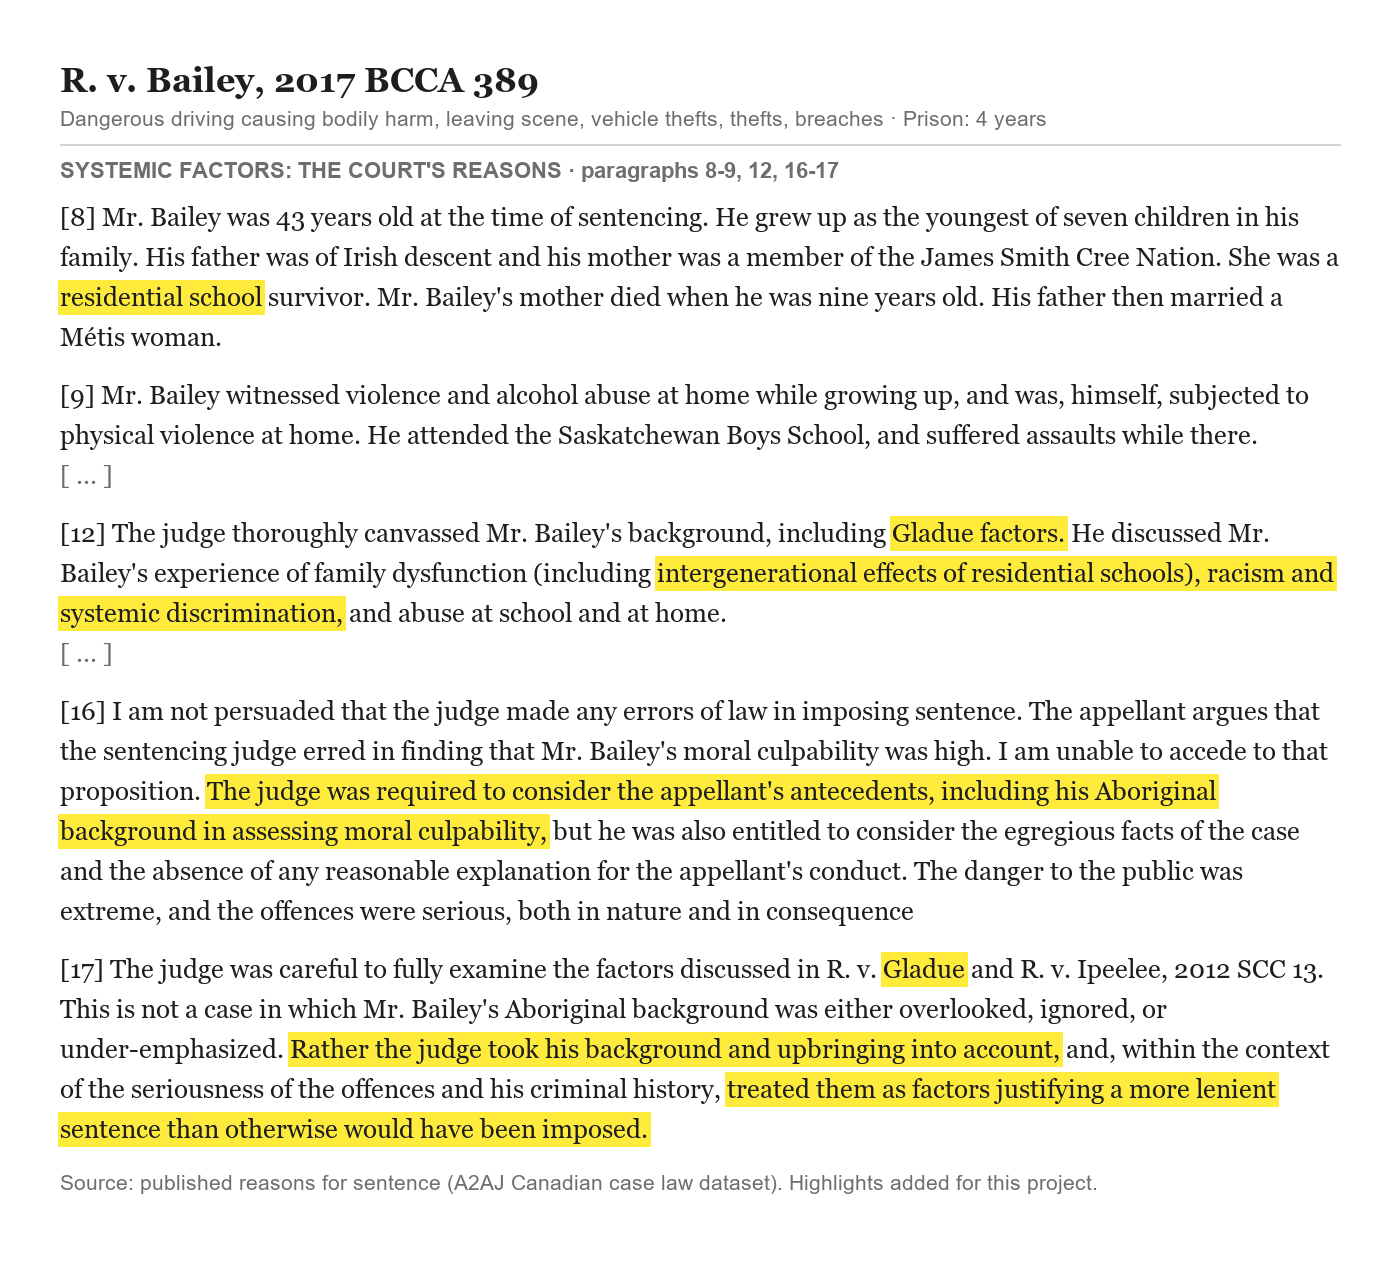 R. v. Bailey, 2017 BCCA 389
Dangerous driving causing bodily harm, leaving scene, vehicle thefts, thefts, breaches · Prison: 4 years
SYSTEMIC FACTORS: THE COURT'S REASONS · paragraphs 8-9, 12, 16-17
[8] Mr. Bailey was 43 years old at the time of sentencing. He grew up as the youngest of seven children in his
family. His father was of Irish descent and his mother was a member of the James Smith Cree Nation. She was a
residential school survivor. Mr. Bailey's mother died when he was nine years old. His father then married a
Métis woman.
[9] Mr. Bailey witnessed violence and alcohol abuse at home while growing up, and was, himself, subjected to
physical violence at home. He attended the Saskatchewan Boys School, and suffered assaults while there.
[ ... ]
[12] The judge thoroughly canvassed Mr. Bailey's background, including Gladue factors. He discussed Mr.
Bailey's experience of family dysfunction (including intergenerational effects of residential schools), racism and
systemic discrimination, and abuse at school and at home.
[ ... ]
[16] I am not persuaded that the judge made any errors of law in imposing sentence. The appellant argues that
the sentencing judge erred in finding that Mr. Bailey's moral culpability was high. I am unable to accede to that
proposition. The judge was required to consider the appellant's antecedents, including his Aboriginal
background in assessing moral culpability, but he was also entitled to consider the egregious facts of the case
and the absence of any reasonable explanation for the appellant's conduct. The danger to the public was
extreme, and the offences were serious, both in nature and in consequence
[17] The judge was careful to fully examine the factors discussed in R. v. Gladue and R. v. Ipeelee, 2012 SCC 13.
This is not a case in which Mr. Bailey's Aboriginal background was either overlooked, ignored, or
under-emphasized. Rather the judge took his background and upbringing into account, and, within the context
of the seriousness of the offences and his criminal history, treated them as factors justifying a more lenient
sentence than otherwise would have been imposed.
Source: published reasons for sentence (A2AJ Canadian case law dataset). Highlights added for this project.